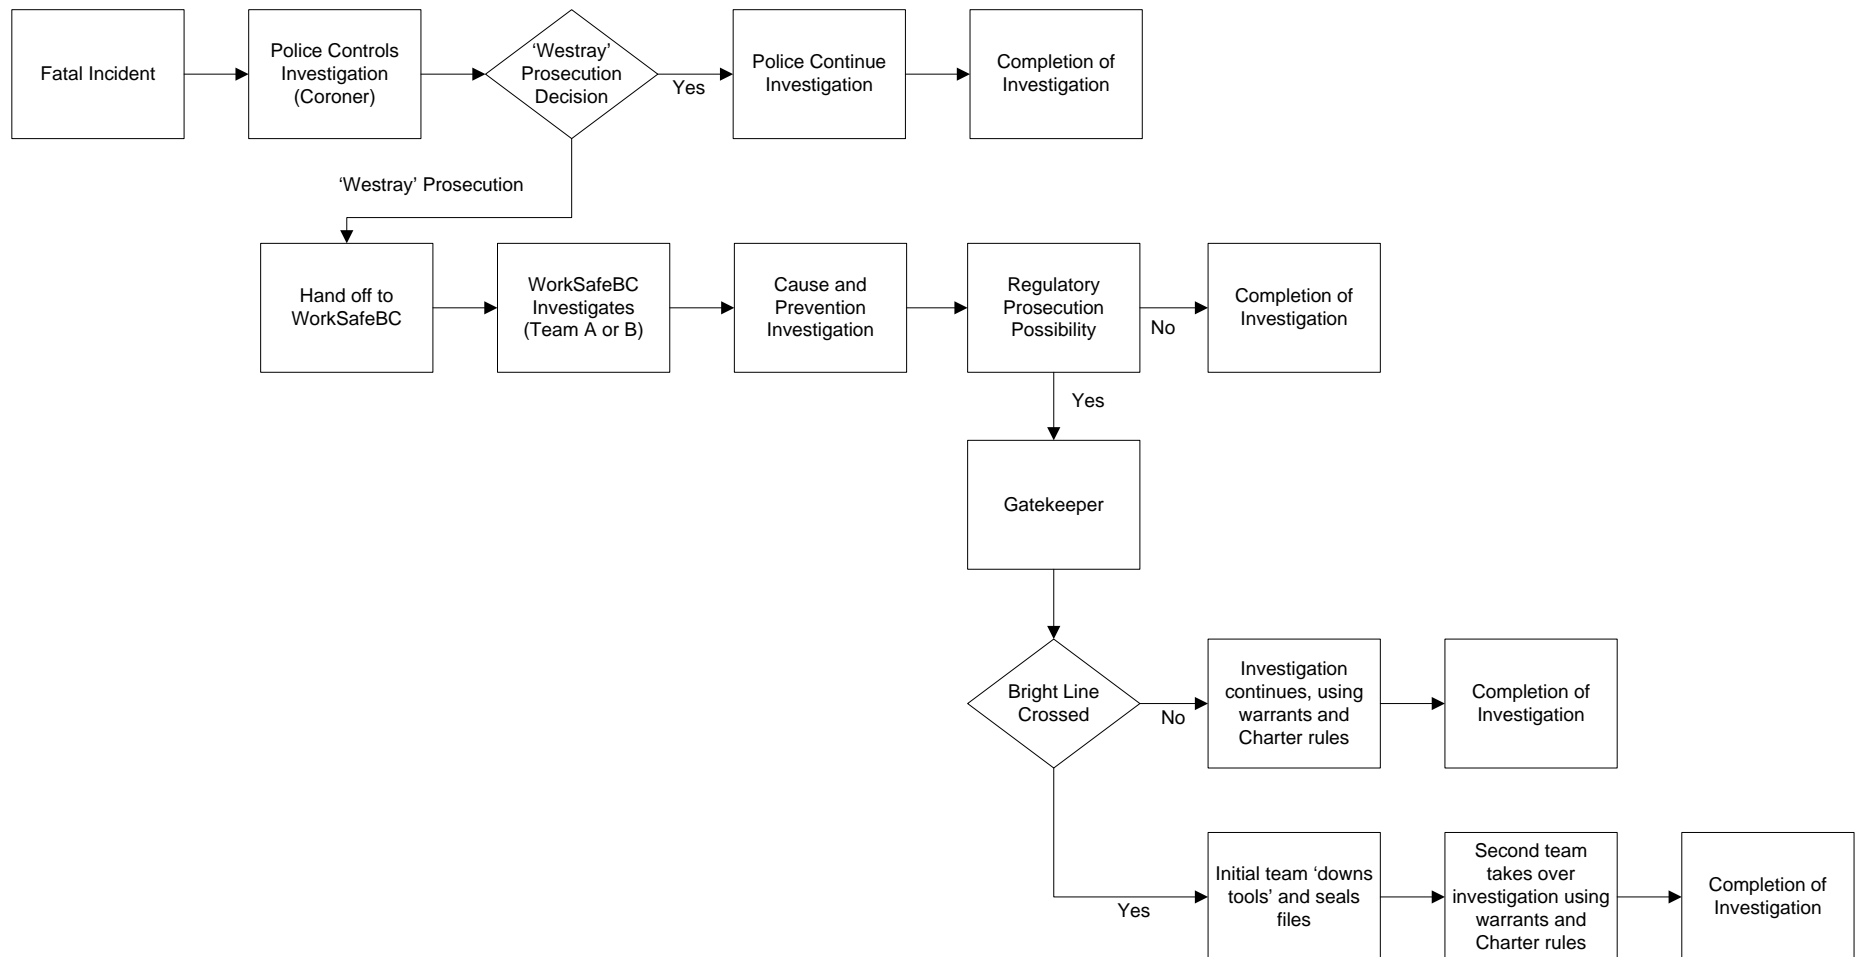 Fatal Incident
Police Controls
Investigation
(Coroner)
‘Westray’
Prosecution
Decision
Yes
Police Continue
Investigation
Completion of
Investigation
‘Westray’ Prosecution
Hand off to
WorkSafeBC
WorkSafeBC
Investigates
(Team A or B)
Cause and
Prevention
Investigation
Regulatory
Prosecution
Possibility
No
Completion of
Investigation
Yes
Gatekeeper
Bright Line
Crossed
No
Investigation
continues, using
warrants and
Charter rules
Completion of
Investigation
Yes
Initial team ‘downs
tools’ and seals
files
Second team
takes over
investigation using
warrants and
Charter rules
Completion of
Investigation